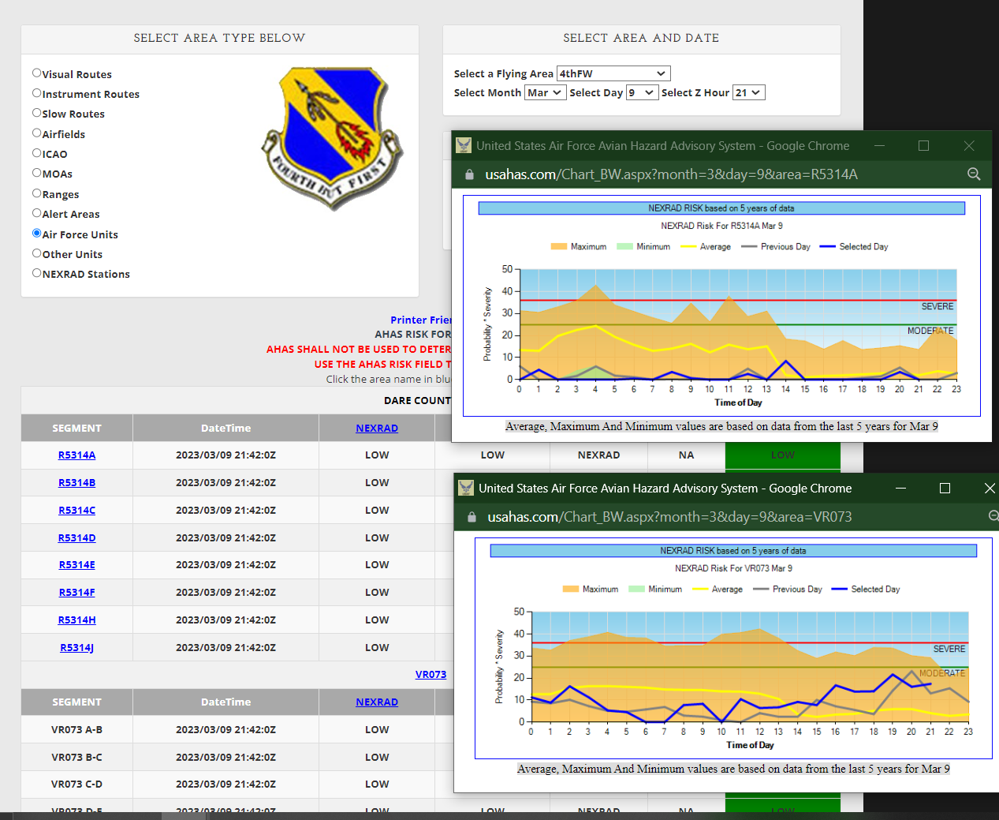 SELECT AREA TYPE BELOW
Visual Routes
Instrument Routes
Slow Routes
Airfields
ICAO
MOAs
Ranges
Alert Areas
Air Force Units
Other Units
NEXRAD Stations
FOURTH BUT FIRST
SELECT AREA AND DATE
Select a Flying Area 4thFW
Select Month Mar Select Day 9 Select Z Hour 21
Printer Frien
AHAS RISK FOR
AHAS SHALL NOT BE USED TO DETER
USE THE AHAS RISK FIELD T
Click the area name in blu
DARE COUNT
SEGMENT DateTime NEXRAD
R5314A 2023/03/09 21:42:0Z LOW LOW NEXRAD NA LOW
R5314B 2023/03/09 21:42:0Z LOW
R5314C 2023/03/09 21:42:0Z LOW
R5314D 2023/03/09 21:42:0Z LOW
R5314E 2023/03/09 21:42:0Z LOW
R5314F 2023/03/09 21:42:0Z LOW
R5314H 2023/03/09 21:42:0Z LOW
R5314J 2023/03/09 21:42:0Z LOW
VR073
SEGMENT DateTime NEXRAD
VR073 A-B 2023/03/09 21:42:0Z LOW
VR073 B-C 2023/03/09 21:42:0Z LOW
VR073 C-D 2023/03/09 21:42:0Z LOW
VR073 D-E 2023/03/09 21:42:0Z LOW LOW NEXRAD NA LOW
United States Air Force Avian Hazard Advisory System - Google Chrome
usahas.com/Chart_BW.aspx?month=3&day=9&area=R5314A
NEXRAD RISK based on 5 years of data
NEXRAD Risk For R5314A Mar 9
Maximum Minimum Average Previous Day Selected Day
50
40
30
20
10
0
Probability * Severity
SEVERE
MODERATE
0 1 2 3 4 5 6 7 8 9 10 11 12 13 14 15 16 17 18 19 20 21 22 23
Time of Day
Average, Maximum And Minimum values are based on data from the last 5 years for Mar 9
United States Air Force Avian Hazard Advisory System - Google Chrome
usahas.com/Chart_BW.aspx?month=3&day=9&area=VR073
NEXRAD RISK based on 5 years of data
NEXRAD Risk For VR073 Mar 9
Maximum Minimum Average Previous Day Selected Day
50
40
30
20
10
0
Probability * Severity
SEVERE
MODERATE
0 1 2 3 4 5 6 7 8 9 10 11 12 13 14 15 16 17 18 19 20 21 22 23
Time of Day
Average, Maximum And Minimum values are based on data from the last 5 years for Mar 9